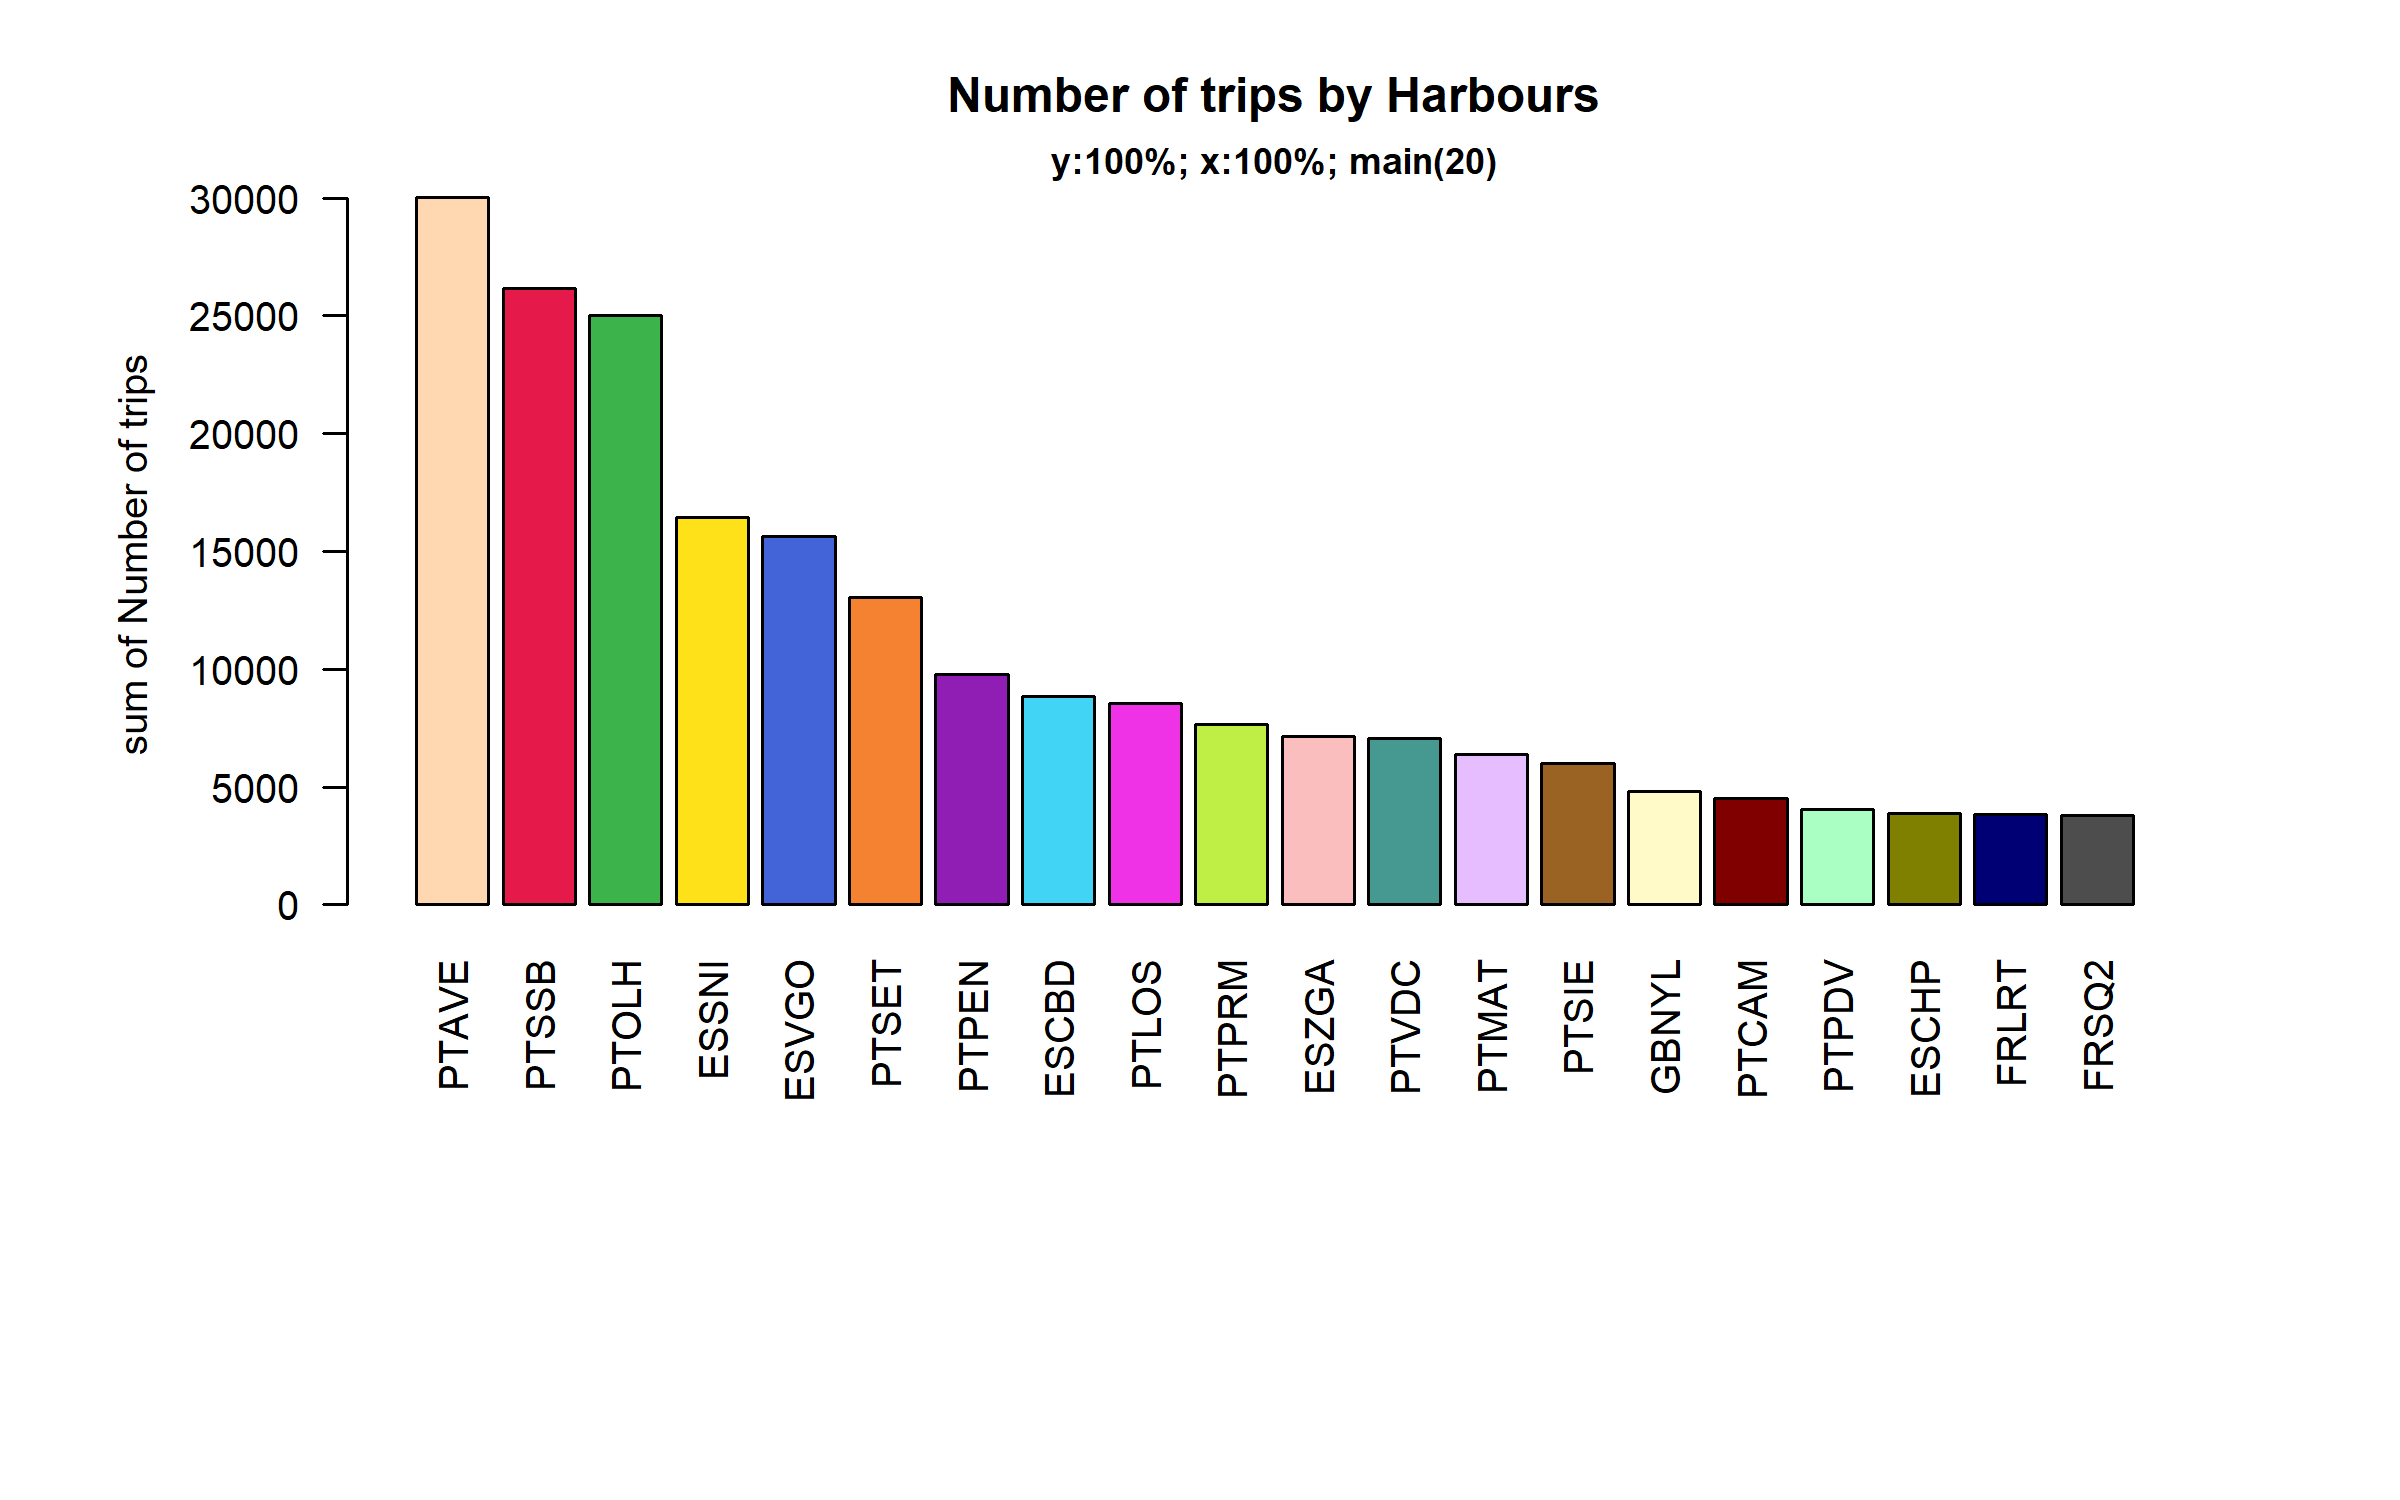 Number of trips by Harbours
y:100%; x:100%; main(20)
sum of Number of trips
30000
25000
20000
15000
10000
5000
0
PTAVE
PTSSB
PTOLH
ESSNI
ESVGO
PTSET
PTPEN
ESCBD
PTLOS
PTPRM
ESZGA
PTVDC
PTMAT
PTSIE
GBNYL
PTCAM
PTPDV
ESCHP
FRLRT
FRSQ2